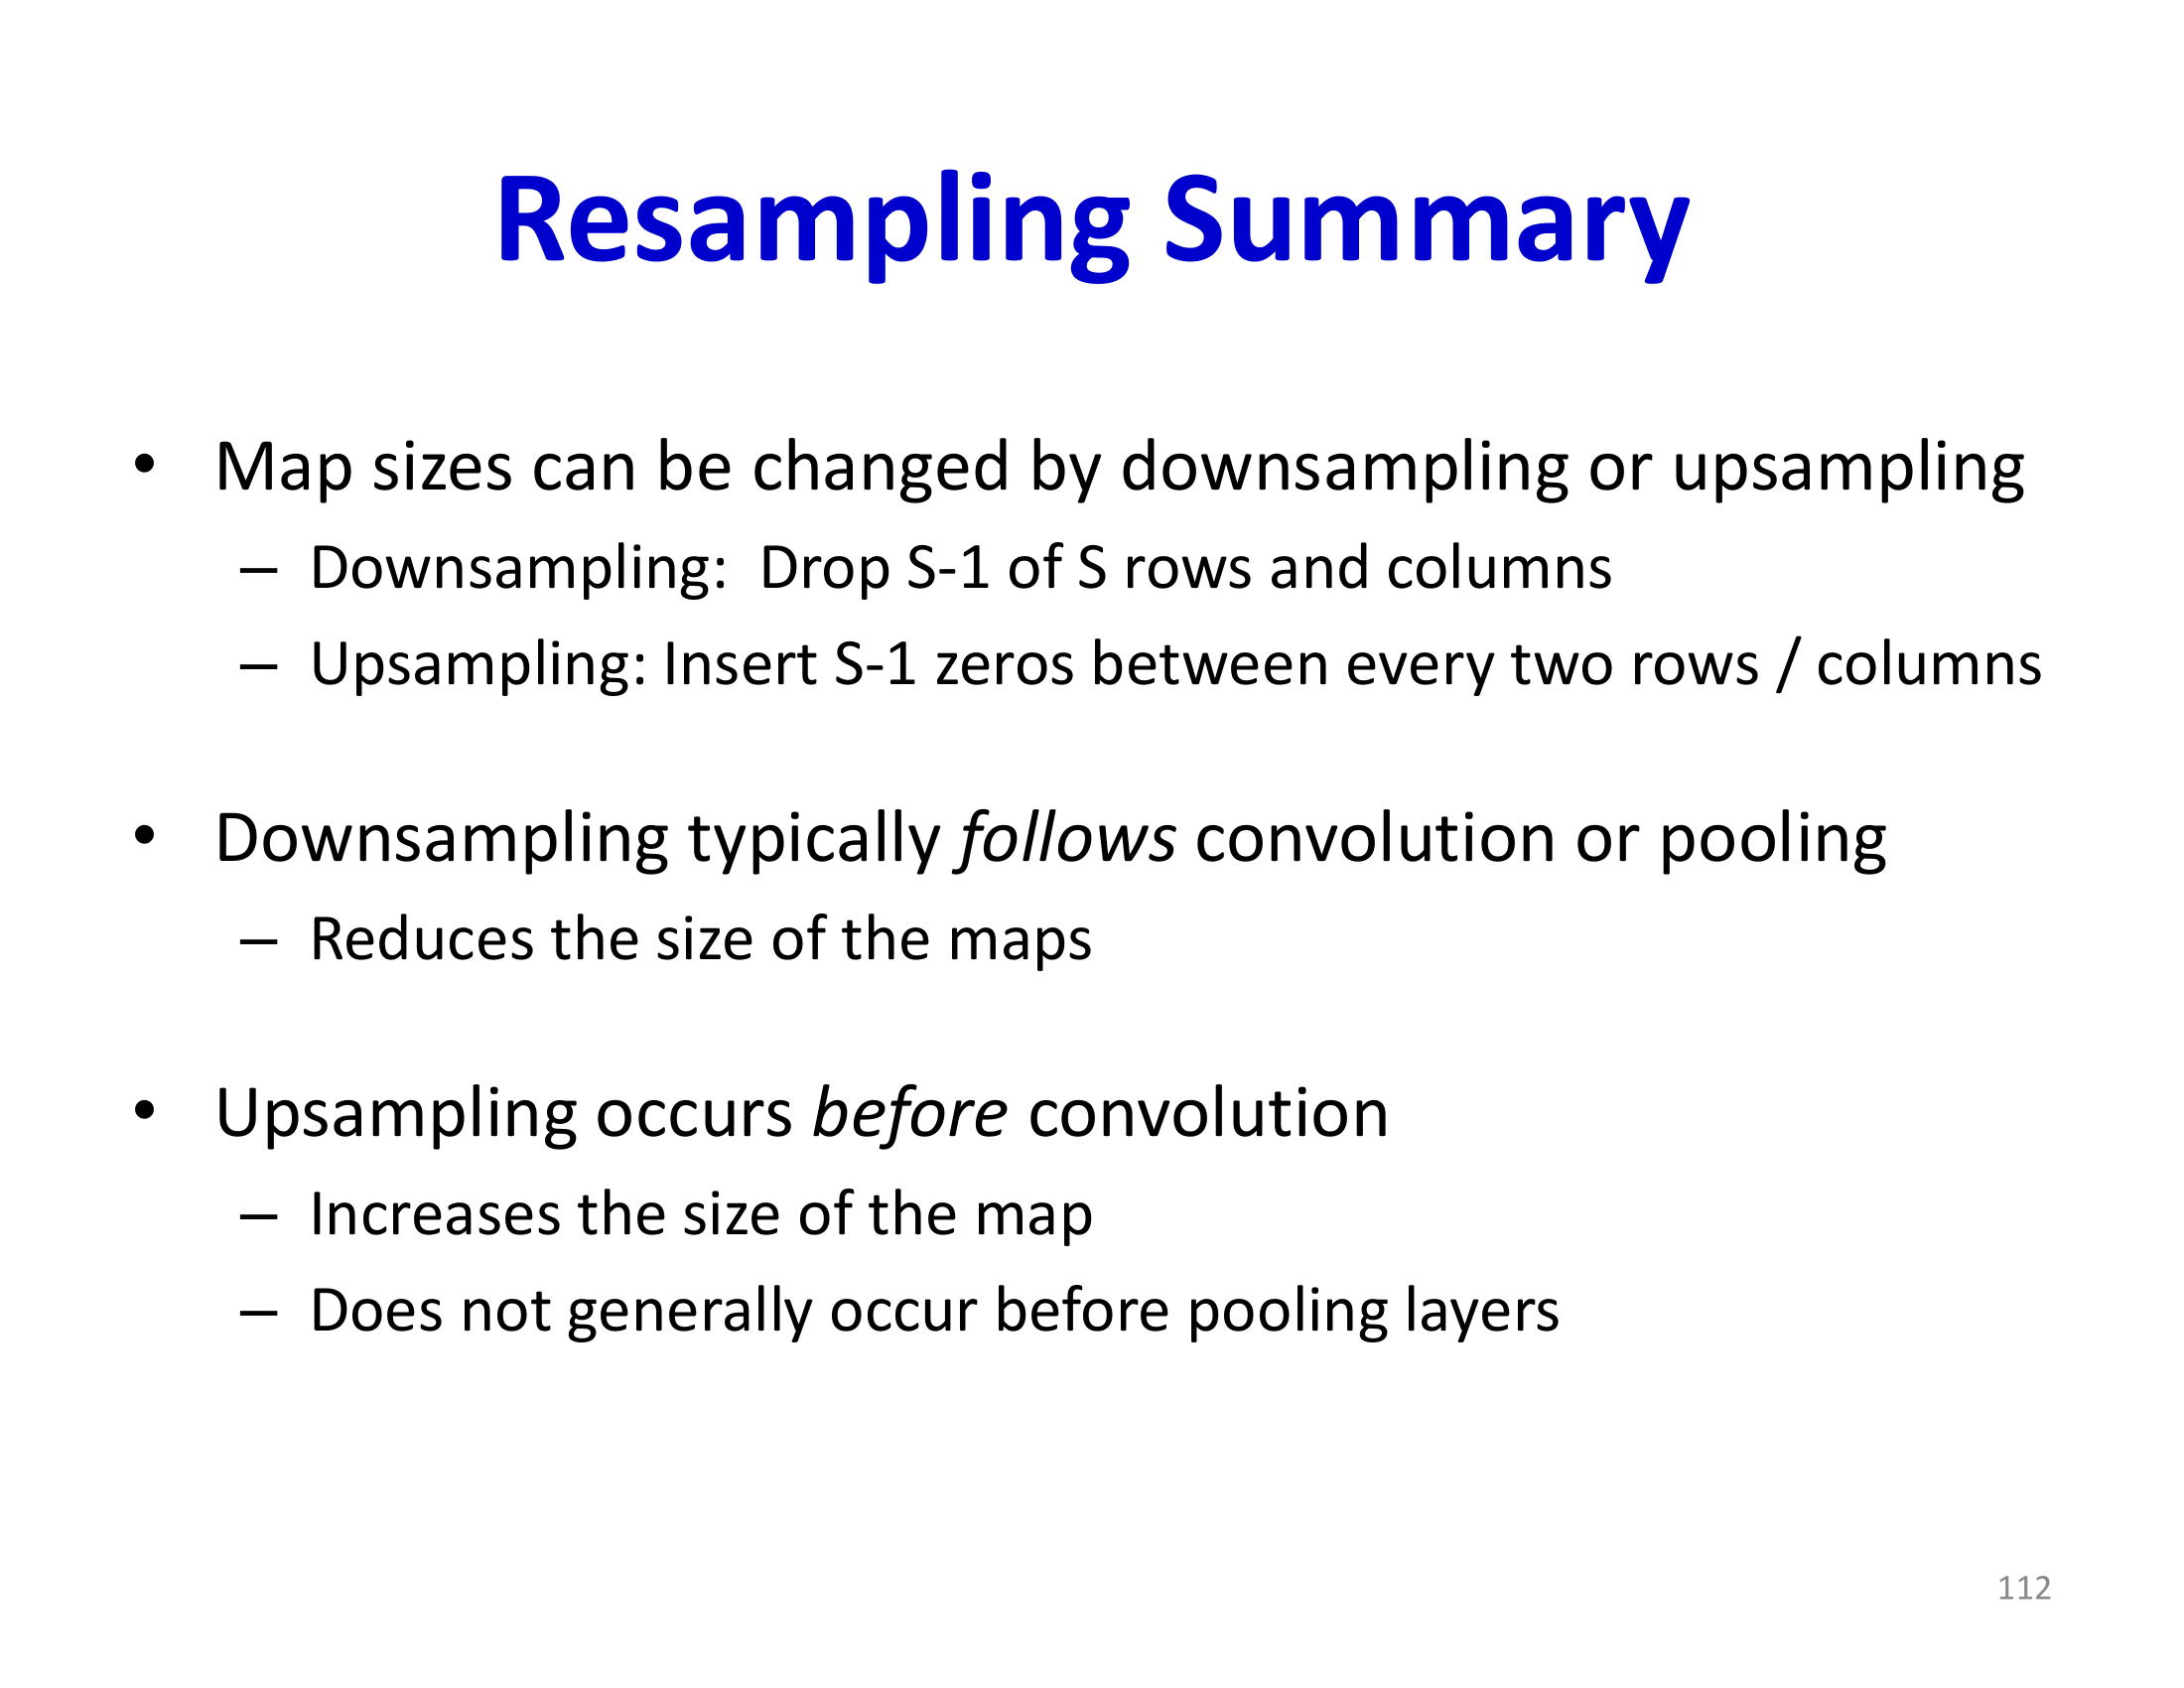 Resampling Summary
• Map sizes can be changed by downsampling or upsampling
– Downsampling: Drop S-1 of S rows and columns
– Upsampling: Insert S-1 zeros between every two rows / columns
• Downsampling typically follows convolution or pooling
– Reduces the size of the maps
• Upsampling occurs before convolution
– Increases the size of the map
– Does not generally occur before pooling layers
112